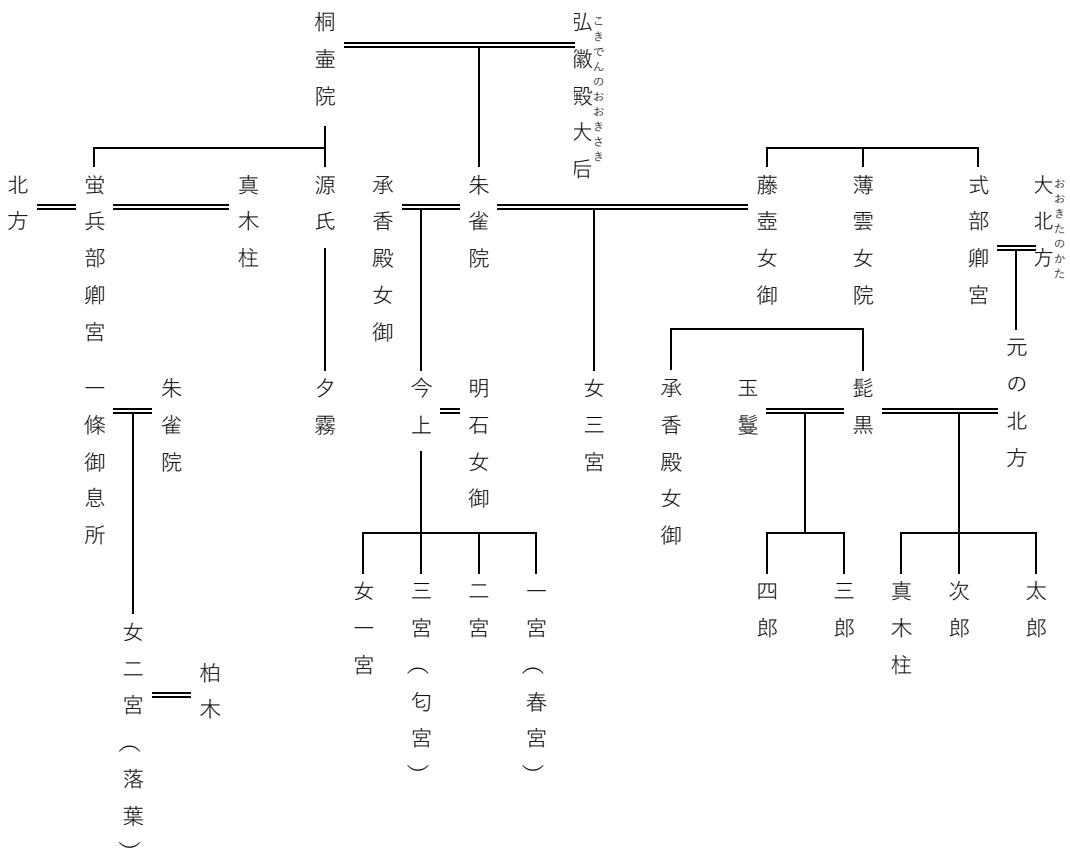 弘徽殿大后
こきでんのおおきさき
桐壷院
大北方
おおきたのかた
式部卿宮
薄雲女院
藤壺女御
朱雀院
承香殿女御
源氏
真木柱
蛍兵部卿宮
北方
元の北方
髭黒
玉鬘
承香殿女御
女三宮
明石女御
今上
夕霧
朱雀院
一條御息所
太郎
次郎
真木柱
三郎
四郎
一宮（春宮）
二宮
三宮（匂宮）
女一宮
柏木
女二宮（落葉）